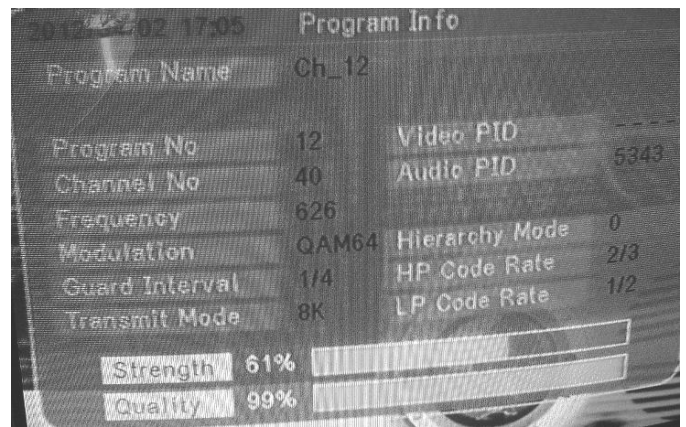 17:05 Program Info
Program Name Ch_12
Program No 12 Video PID ----
Channel No 40 Audio PID 5343
Frequency 626
Modulation QAM64 Hierarchy Mode 0
Guard Interval 1/4 HP Code Rate 2/3
Transmit Mode 8K LP Code Rate 1/2
Strength 61%
Quality 99%